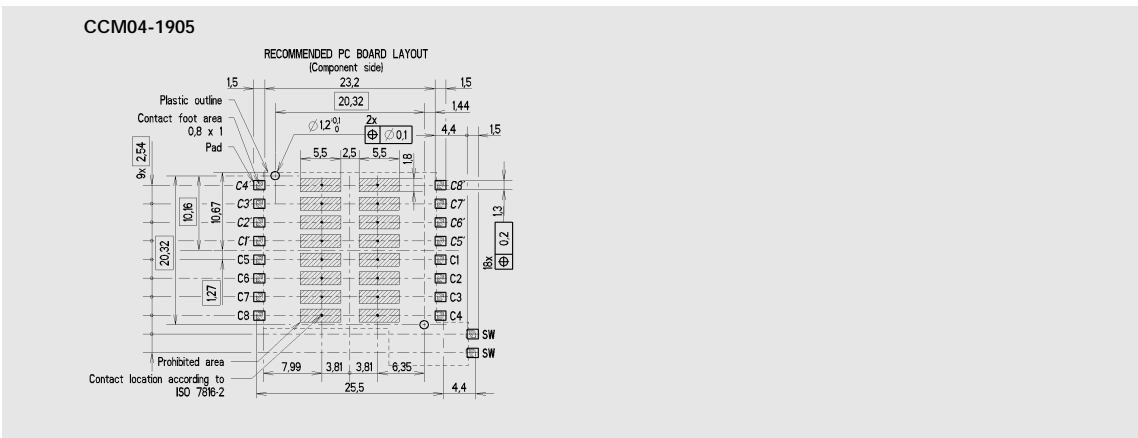 CCM04-1905
RECOMMENDED PC BOARD LAYOUT
(Component side)
1,5 23,2 1,5
20,32 1,44
Plastic outline
Contact foot area
0,8 x 1
Pad
∅1,2 +0,1 0
2x
⌖ ∅ 0,1
4,4 1,5
9x 2,54
5,5 2,5 5,5
1,8
C4' C8'
C3' C7'
C2' C6'
C1' C5'
C5 C1
C6 C2
C7 C3
C8 C4
20,32
10,16
10,67
1,27
1,3
18x ⌖ 0,2
SW
SW
Prohibited area
Contact location according to
ISO 7816-2
7,99 3,81 3,81 6,35
25,5 4,4